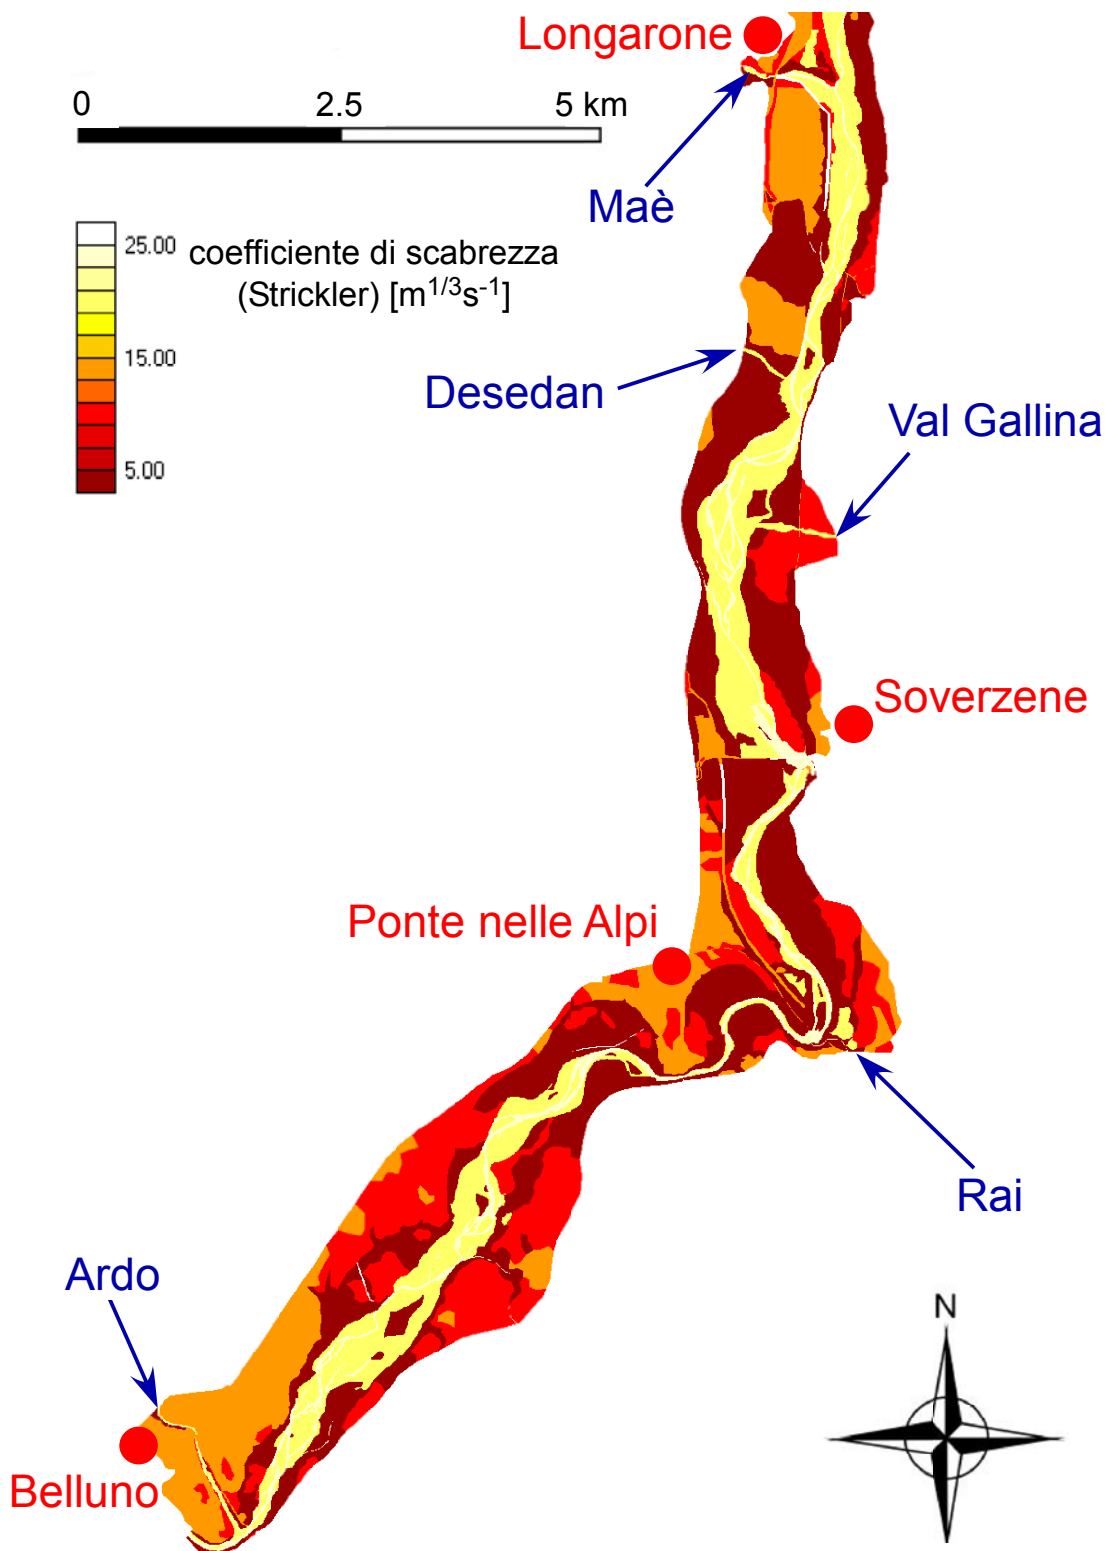 Longarone
0 2.5 5 km
Maè
25.00
coefficiente di scabrezza
(Strickler) [m1/3s-1]
15.00
5.00
Desedan
Val Gallina
Soverzene
Ponte nelle Alpi
Rai
Ardo
N
Belluno